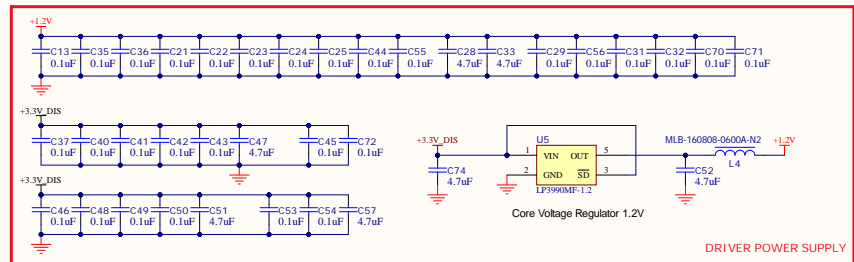 +1.2V
C13 C35 C36 C21 C22 C23 C24 C25 C44 C55 C28 C33 C29 C56 C31 C32 C70 C71
0.1uF 0.1uF 0.1uF 0.1uF 0.1uF 0.1uF 0.1uF 0.1uF 0.1uF 0.1uF 4.7uF 4.7uF 0.1uF 0.1uF 0.1uF 0.1uF 0.1uF 0.1uF
+3.3V_DIS
C37 C40 C41 C42 C43 C47 C45 C72
0.1uF 0.1uF 0.1uF 0.1uF 0.1uF 4.7uF 0.1uF 0.1uF
+3.3V_DIS
C46 C48 C49 C50 C51 C53 C54 C57
0.1uF 0.1uF 0.1uF 0.1uF 4.7uF 0.1uF 0.1uF 4.7uF
+3.3V_DIS
C74
4.7uF
U5
1 VIN OUT 5
2 GND SD 3
LP3990MF-1.2
MLB-160808-0600A-N2
L4
+1.2V
C52
4.7uF
Core Voltage Regulator 1.2V
DRIVER POWER SUPPLY